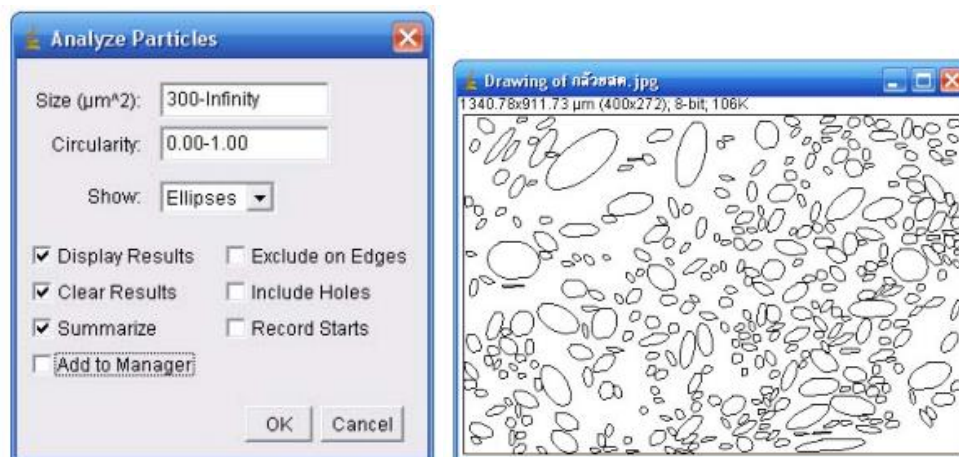 Analyze Particles
Size (µm^2): 300-Infinity
Circularity: 0.00-1.00
Show: Ellipses
Display Results Exclude on Edges
Clear Results Include Holes
Summarize Record Starts
Add to Manager
OK Cancel
Drawing of กล้วยสด.jpg
1340.78x911.73 µm (400x272); 8-bit; 106K